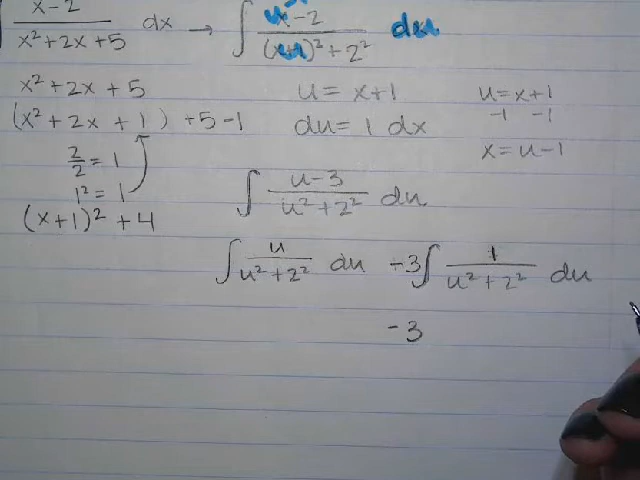 ∫ x-2 / x²+2x+5 dx → ∫ u-2 / (u)² + 2² du
x² + 2x + 5
(x² + 2x + 1) + 5 - 1
2/2 = 1
1² = 1
(x+1)² + 4
u = x+1
du = 1 dx
u = x+1
-1 -1
x = u-1
∫ u-3 / u²+2² du
∫ u / u²+2² du -3∫ 1 / u²+2² du
-3